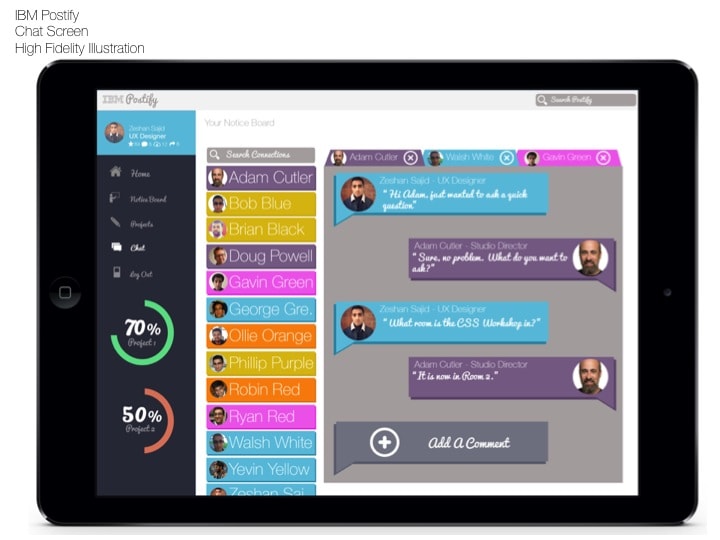 IBM Postify
Chat Screen
High Fidelity Illustration
IBM Postify
Search Postify
Zeshan Sajid
UX Designer
Your Notice Board
Home
Notice Board
Projects
Chat
Log Out
70%
Project 1
50%
Project 2
Search Connections
Adam Cutler
Bob Blue
Brian Black
Doug Powell
Gavin Green
George Gre.
Ollie Orange
Phillip Purple
Robin Red
Ryan Red
Walsh White
Yevin Yellow
Zeshan Saj.
Adam Cutler
Walsh White
Gavin Green
Zeshan Sajid - UX Designer
“ Hi Adam, just wanted to ask a quick
question”
Adam Cutler - Studio Director
“ Sure, no problem. What do you want to
ask?”
Zeshan Sajid - UX Designer
“ What room is the CSS Workshop in?”
Adam Cutler - Studio Director
“ It is now in Room 2.”
Add A Comment